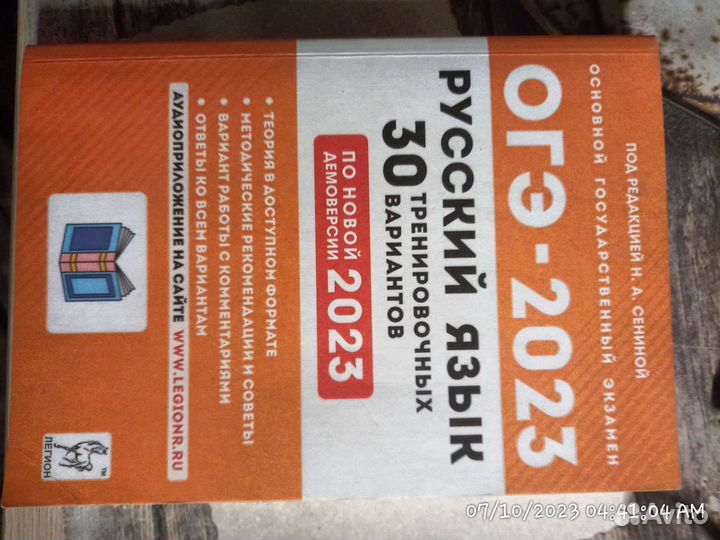 ПОД РЕДАКЦИЕЙ Н. А. СЕНИНОЙ
ОСНОВНОЙ ГОСУДАРСТВЕННЫЙ ЭКЗАМЕН
ОГЭ - 2023
РУССКИЙ ЯЗЫК
30 ТРЕНИРОВОЧНЫХ
ВАРИАНТОВ
ПО НОВОЙ
ДЕМОВЕРСИИ 2023
• ТЕОРИЯ В ДОСТУПНОМ ФОРМАТЕ
• МЕТОДИЧЕСКИЕ РЕКОМЕНДАЦИИ И СОВЕТЫ
• ВАРИАНТ РАБОТЫ С КОММЕНТАРИЯМИ
• ОТВЕТЫ КО ВСЕМ ВАРИАНТАМ
АУДИОПРИЛОЖЕНИЕ НА САЙТЕ WWW.LEGIONR.RU
ЛЕГИОН
TM
07/10/2023 04:41:04 AM
Avito